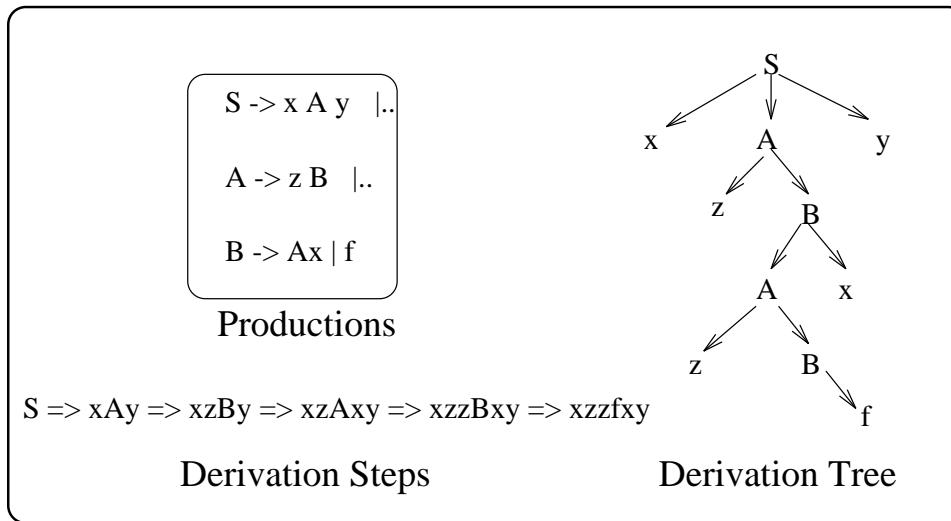 S -> x A y |..
A -> z B |..
B -> Ax | f
Productions
S => xAy => xzBy => xzAxy => xzzBxy => xzzfxy
Derivation Steps
S
x A y
z B
A x
z B
f
Derivation Tree